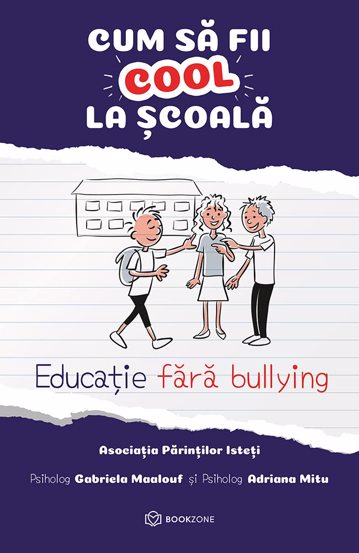 CUM SĂ FII
COOL
LA ȘCOALĂ
Educație fără bullying
Asociația Părinților Isteți
Psiholog Gabriela Maalouf și Psiholog Adriana Mitu
BOOKZONE